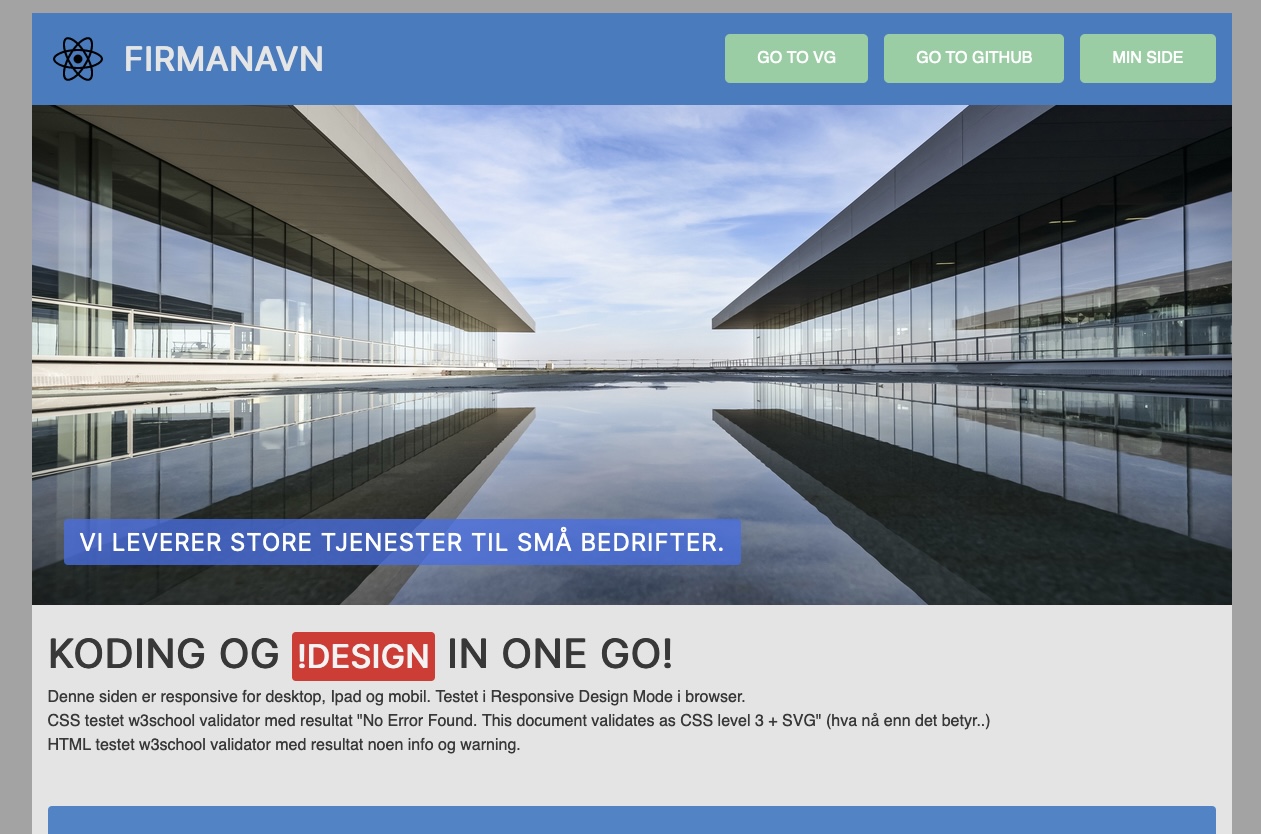 FIRMANAVN
GO TO VG
GO TO GITHUB
MIN SIDE
VI LEVERER STORE TJENESTER TIL SMÅ BEDRIFTER.
KODING OG !DESIGN IN ONE GO!
Denne siden er responsive for desktop, Ipad og mobil. Testet i Responsive Design Mode i browser.
CSS testet w3school validator med resultat "No Error Found. This document validates as CSS level 3 + SVG" (hva nå enn det betyr..)
HTML testet w3school validator med resultat noen info og warning.